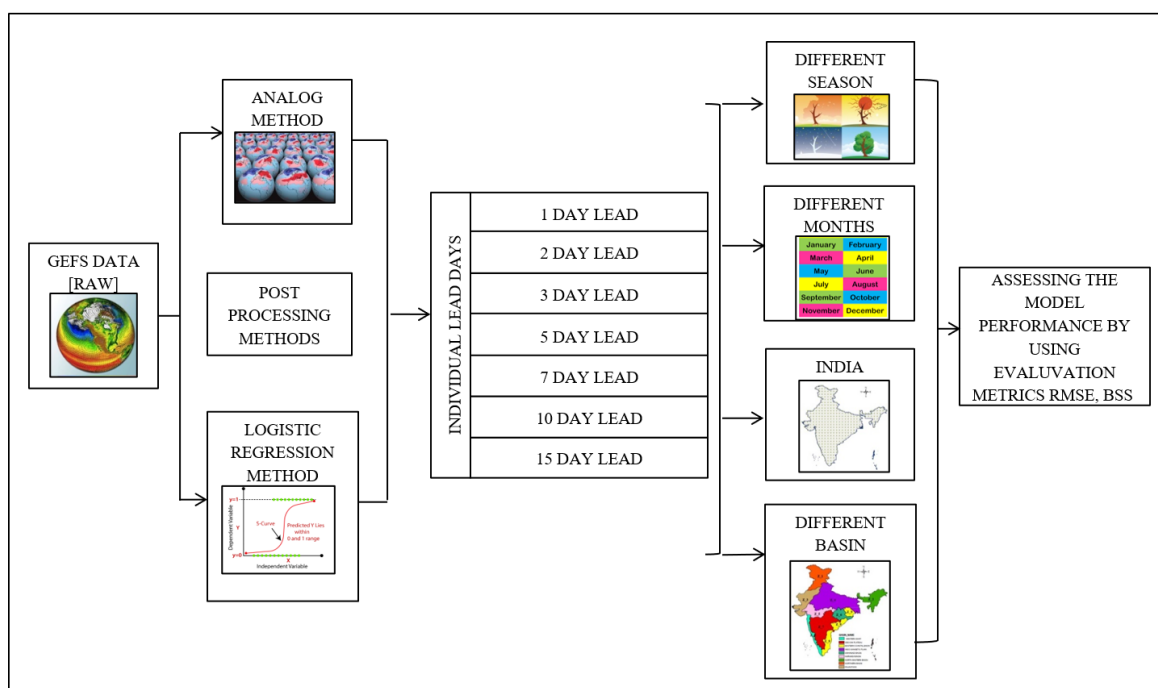 GEFS DATA
[RAW]
ANALOG
METHOD
POST
PROCESSING
METHODS
LOGISTIC
REGRESSION
METHOD
y=1
Dependent Variable
Y
S-Curve
Predicted Y Lies
within
0 and 1 range
y=0
X
Independent Variable
INDIVIDUAL LEAD DAYS
1 DAY LEAD
2 DAY LEAD
3 DAY LEAD
5 DAY LEAD
7 DAY LEAD
10 DAY LEAD
15 DAY LEAD
DIFFERENT
SEASON
DIFFERENT
MONTHS
January February
March April
May June
July August
September October
November December
INDIA
DIFFERENT
BASIN
ASSESSING THE
MODEL
PERFORMANCE BY
USING
EVALUVATION
METRICS RMSE, BSS